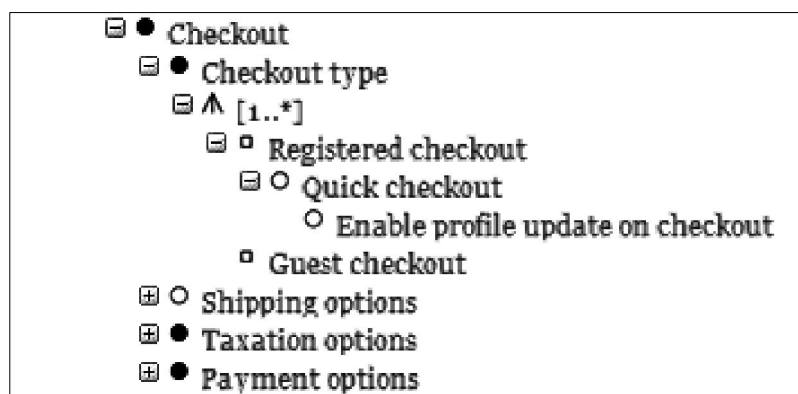 Checkout
Checkout type
[1..*]
Registered checkout
Quick checkout
Enable profile update on checkout
Guest checkout
Shipping options
Taxation options
Payment options